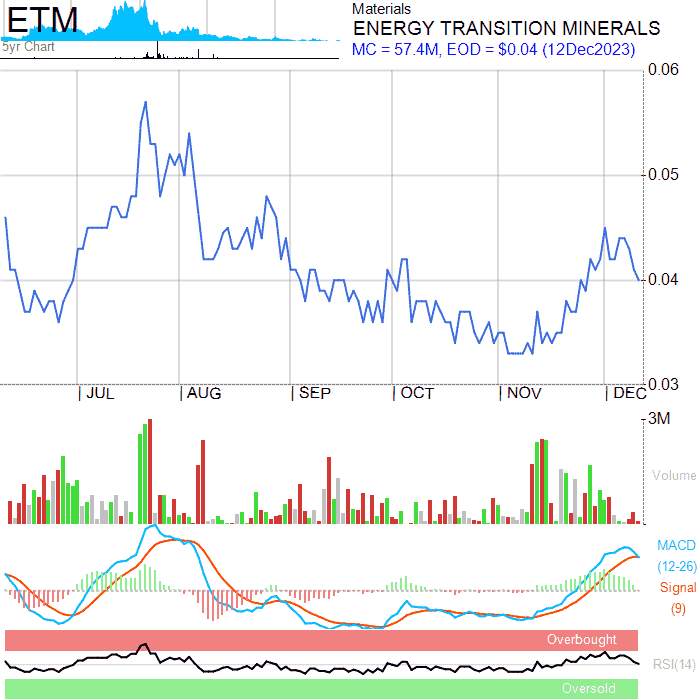 ETM
5yr Chart
Materials
ENERGY TRANSITION MINERALS
MC = 57.4M, EOD = $0.04 (12Dec2023)
0.06
0.05
0.04
0.03
JUL AUG SEP OCT NOV DEC
3M
Volume
MACD
(12-26)
Signal
(9)
Overbought
RSI(14)
Oversold